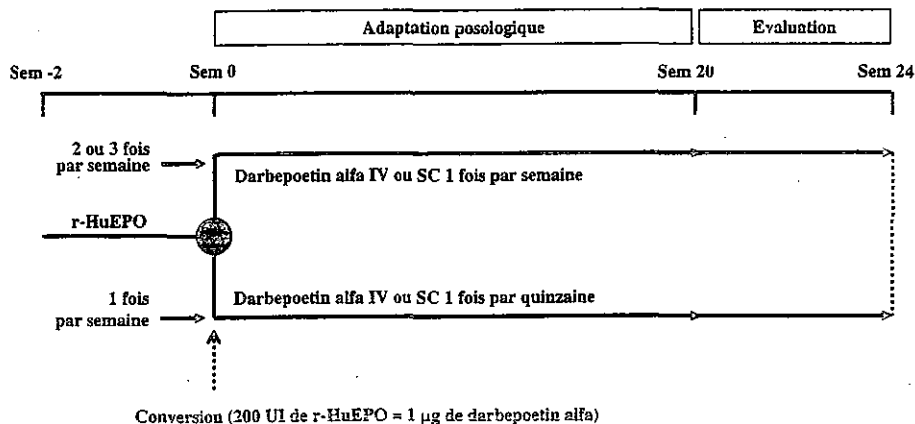 Adaptation posologique
Evaluation
Sem -2
Sem 0
Sem 20
Sem 24
2 ou 3 fois
par semaine
Darbepoetin alfa IV ou SC 1 fois par semaine
r-HuEPO
1 fois
par semaine
Darbepoetin alfa IV ou SC 1 fois par quinzaine
Conversion (200 UI de r-HuEPO = 1 µg de darbepoetin alfa)